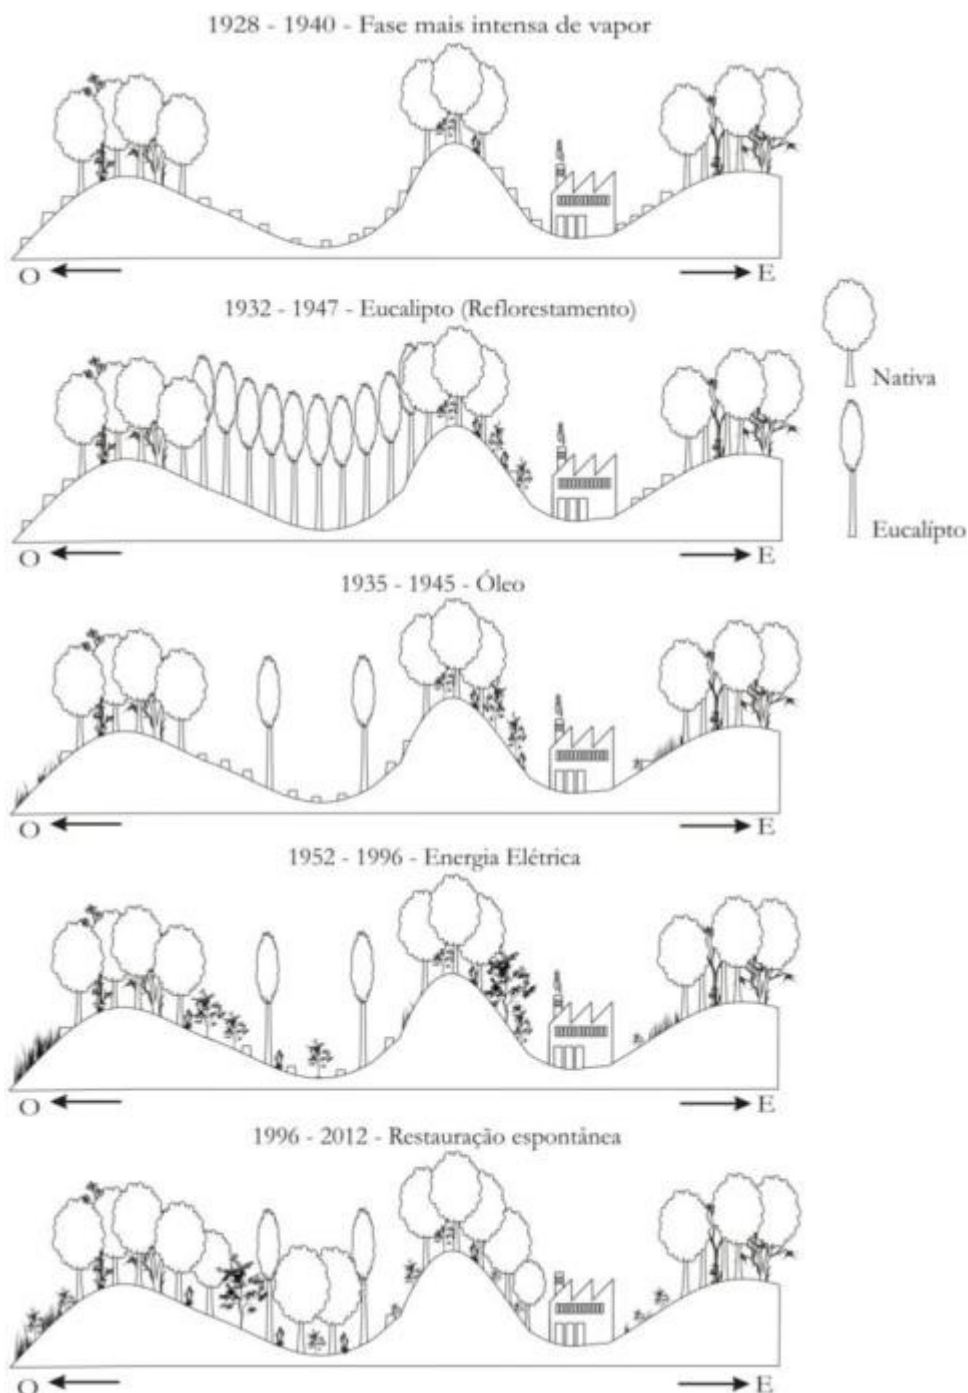 1928 - 1940 - Fase mais intensa de vapor
O E
1932 - 1947 - Eucalipto (Reflorestamento)
Nativa
Eucalípto
O E
1935 - 1945 - Óleo
O E
1952 - 1996 - Energia Elétrica
O E
1996 - 2012 - Restauração espontânea
O E